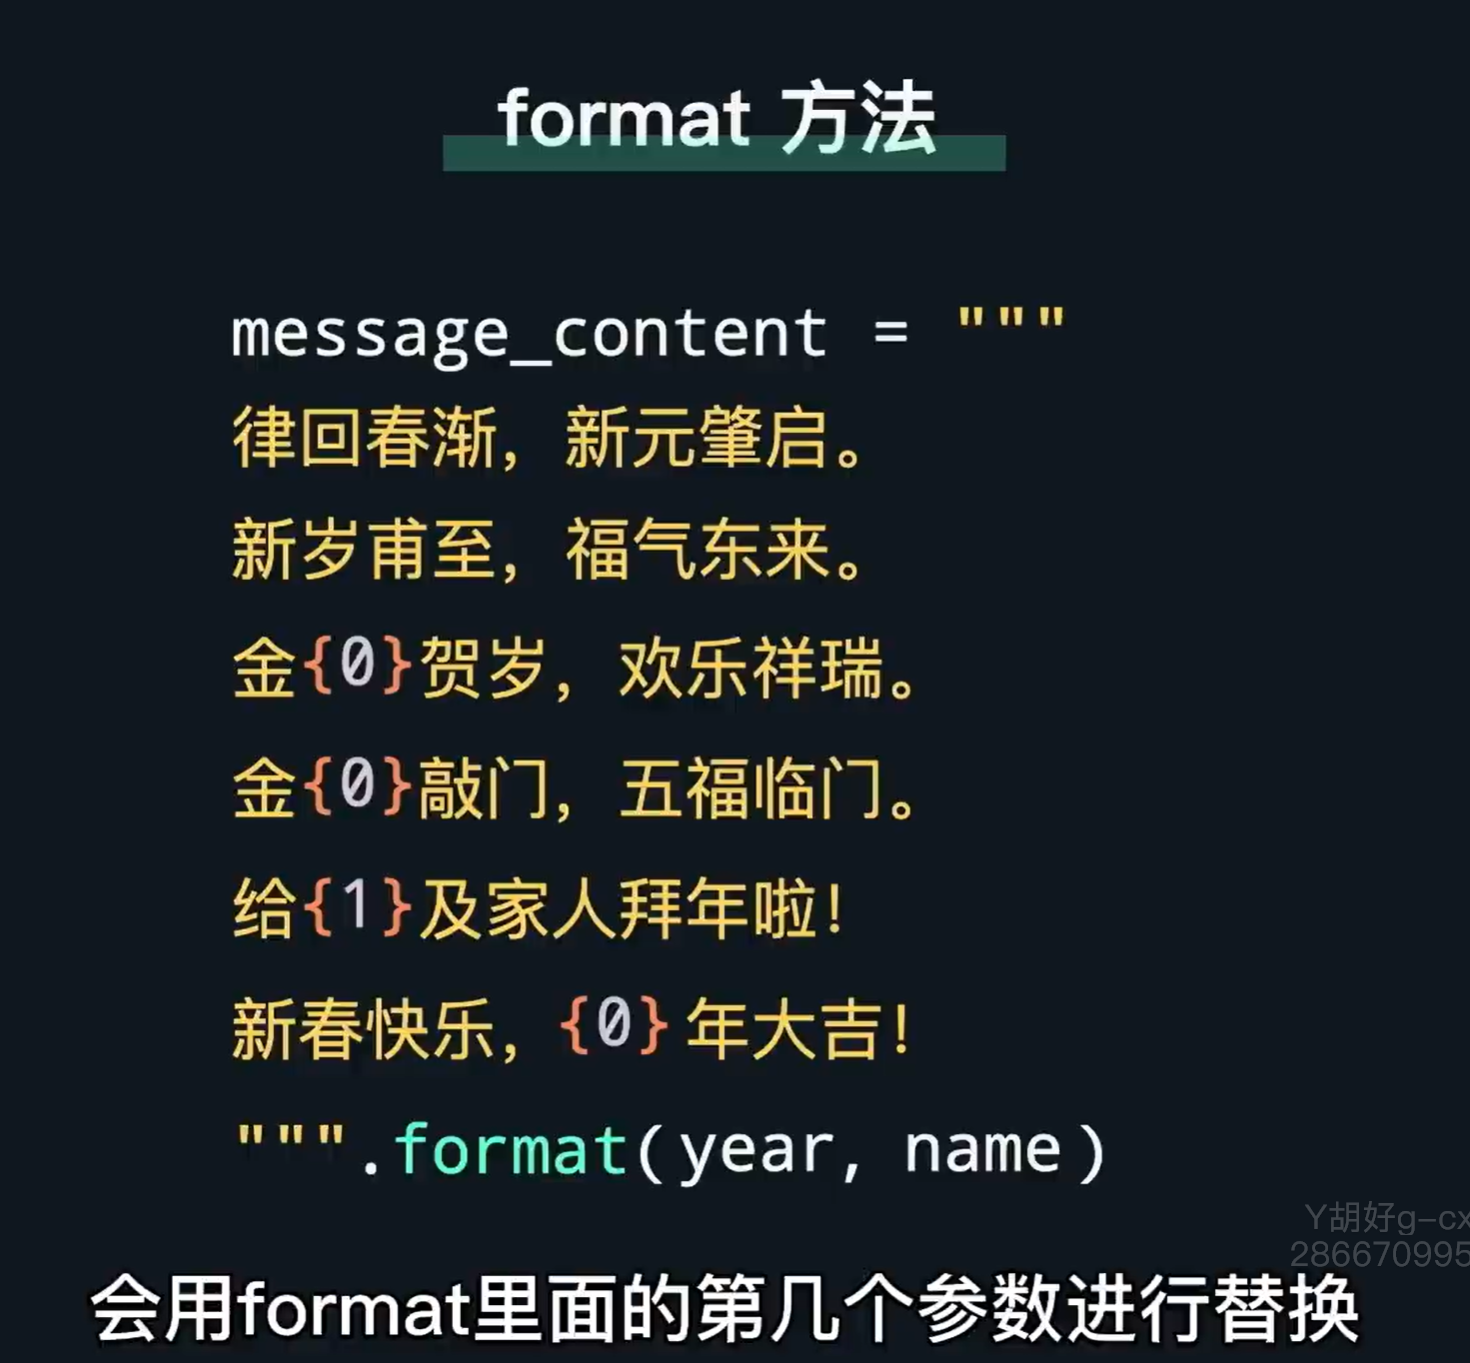 format 方法
message_content = """
律回春渐，新元肇启。
新岁甫至，福气东来。
金{0}贺岁，欢乐祥瑞。
金{0}敲门，五福临门。
给{1}及家人拜年啦！
新春快乐，{0}年大吉！
""".format(year, name)
Y胡好g-cx
286670995
会用format里面的第几个参数进行替换